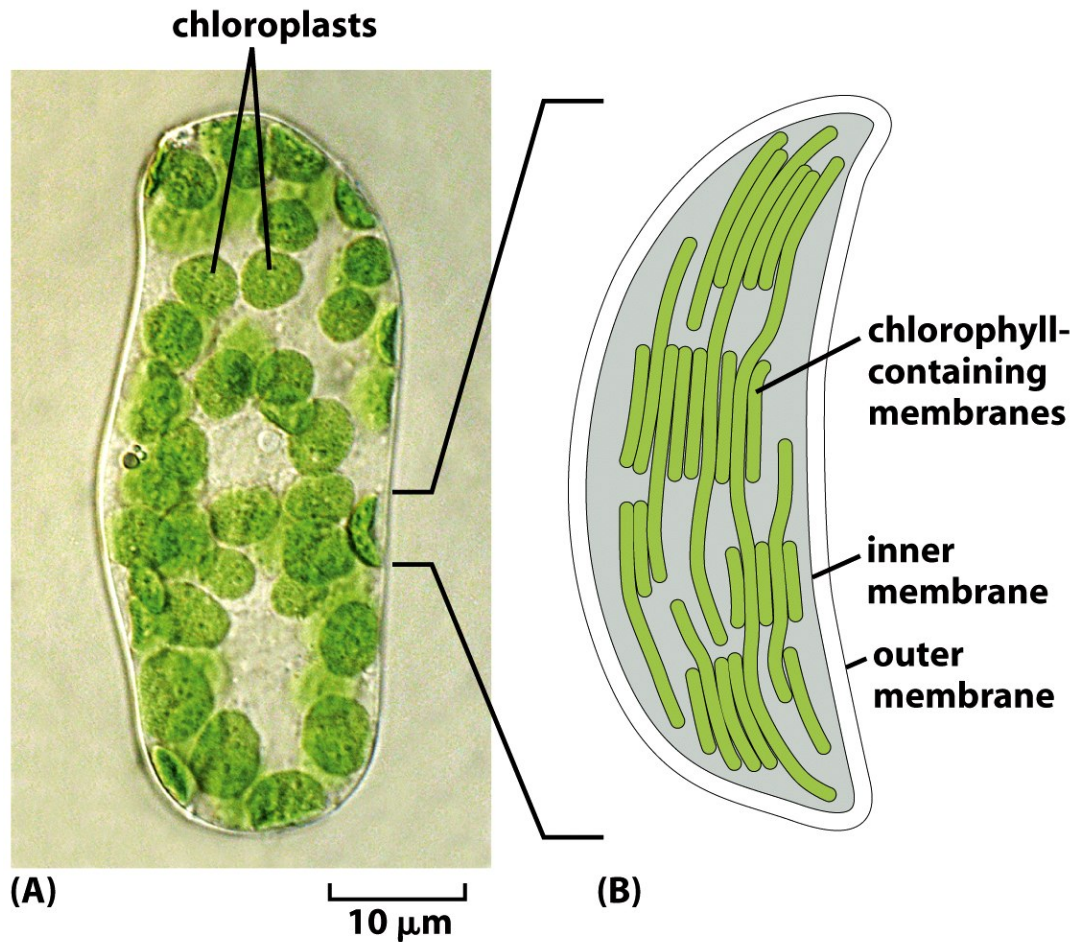 chloroplasts
chlorophyll-
containing
membranes
inner
membrane
outer
membrane
(A)
10 μm
(B)